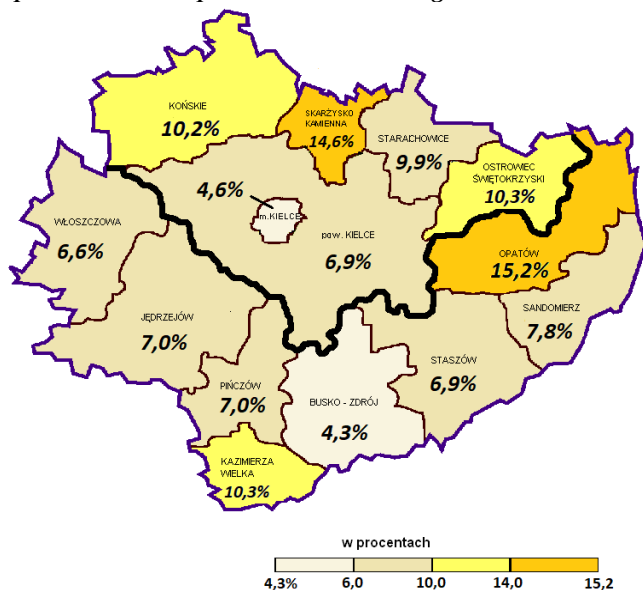 KOŃSKIE
10,2%
SKARŻYSKO
KAMIENNA
14,6%
STARACHOWICE
9,9%
OSTROWIEC
ŚWIĘTOKRZYSKI
10,3%
4,6%
m.KIELCE
WŁOSZCZOWA
6,6%
pow. KIELCE
6,9%
OPATÓW
15,2%
SANDOMIERZ
7,8%
JĘDRZEJÓW
7,0%
STASZÓW
6,9%
PIŃCZÓW
7,0%
BUSKO - ZDRÓJ
4,3%
KAZIMIERZA
WIELKA
10,3%
w procentach
4,3% 6,0 10,0 14,0 15,2